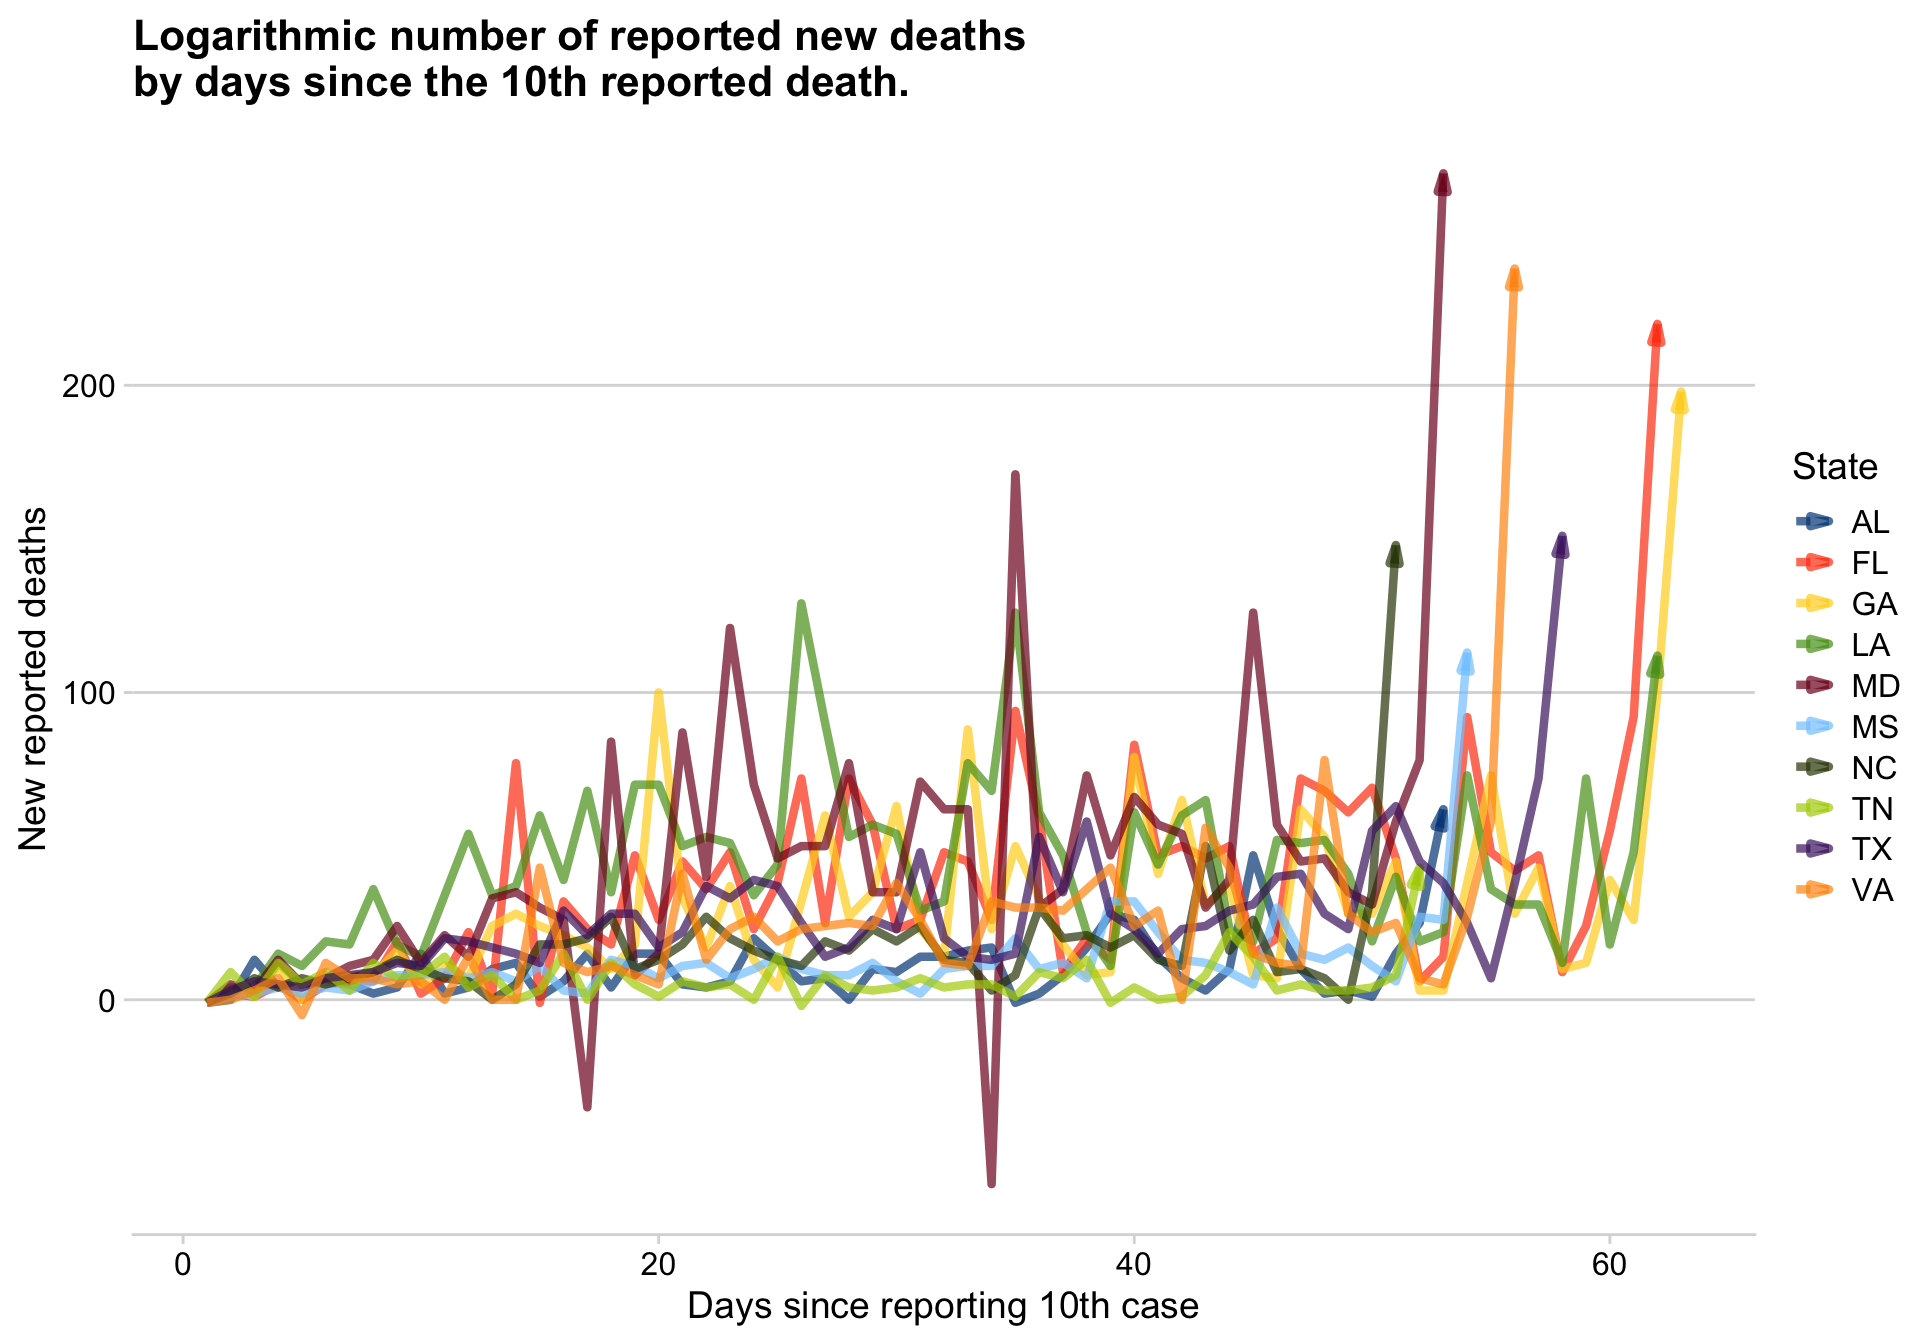 Logarithmic number of reported new deaths
by days since the 10th reported death.
New reported deaths
200
100
0
0
20
40
60
Days since reporting 10th case
State
AL
FL
GA
LA
MD
MS
NC
TN
TX
VA